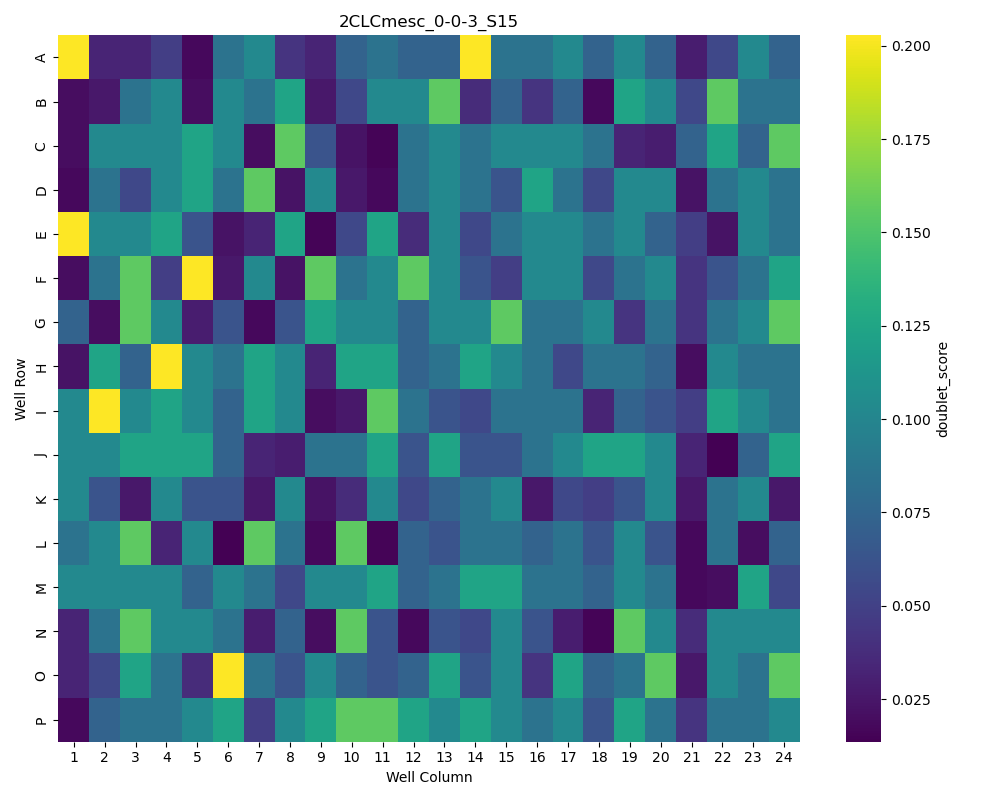 2CLCmesc_0-0-3_S15
A
B
C
D
E
F
G
H
I
J
K
L
M
N
O
P
Well Row
1 2 3 4 5 6 7 8 9 10 11 12 13 14 15 16 17 18 19 20 21 22 23 24
Well Column
0.200
0.175
0.150
0.125
0.100
0.075
0.050
0.025
doublet_score